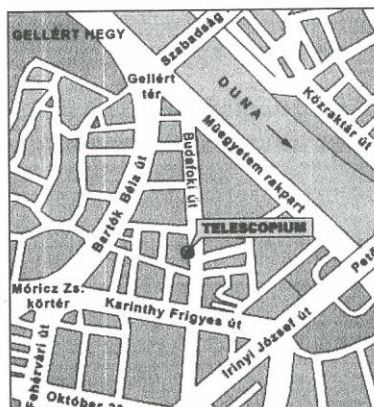 GELLÉRT HEGY
Szabadság
Gellért
tér
DUNA
Közraktár út
Műegyetem rakpart
Budafoki út
Bartók Béla út
TELESCOPIUM
Móricz Zs.
körtér
Karinthy Frigyes út
Irinyi József út
Fehérvári út
Október